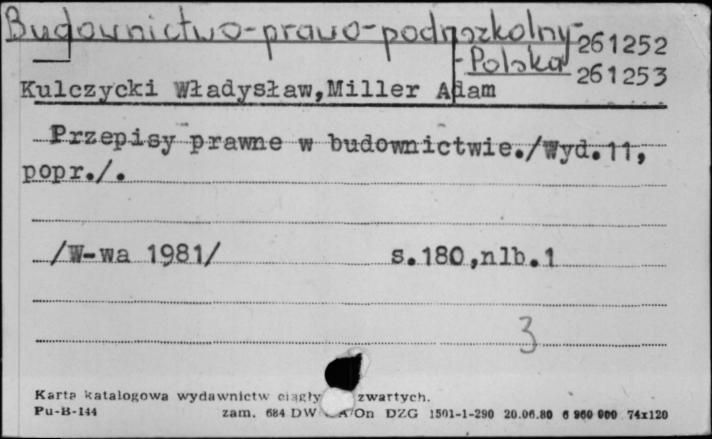 Budownictwo-prawo-podr.szkolny- 261252
-Polska 261253
Kulczycki Władysław, Miller Adam
Przepisy prawne w budownictwie./Wyd.11,
popr./.
/W-wa 1981/ s.180,nlb.1
3
Karta katalogowa wydawnictw ciągły zwartych.
Pu-B-144 zam. 684 DW A/On DZG 1501-1-290 20.06.80 6 960 000 74x120